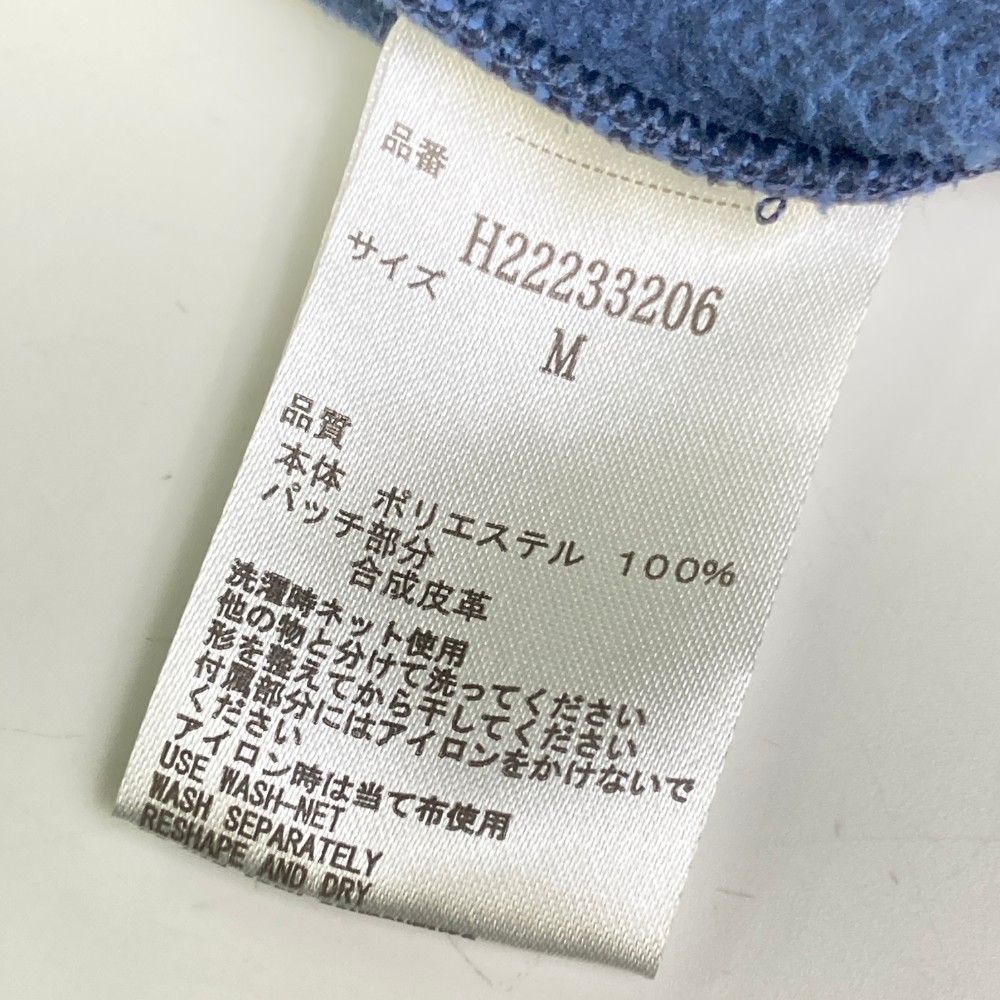 品番
H22233206
サイズ
M
品質
本体 ポリエステル 100%
パッチ部分
合成皮革
洗濯時ネット使用
他の物と分けて洗ってください
形を整えてから干してください
付属部分にはアイロンをかけないで
ください
アイロン時は当て布使用
USE WASH-NET
WASH SEPARATELY
RESHAPE AND DRY